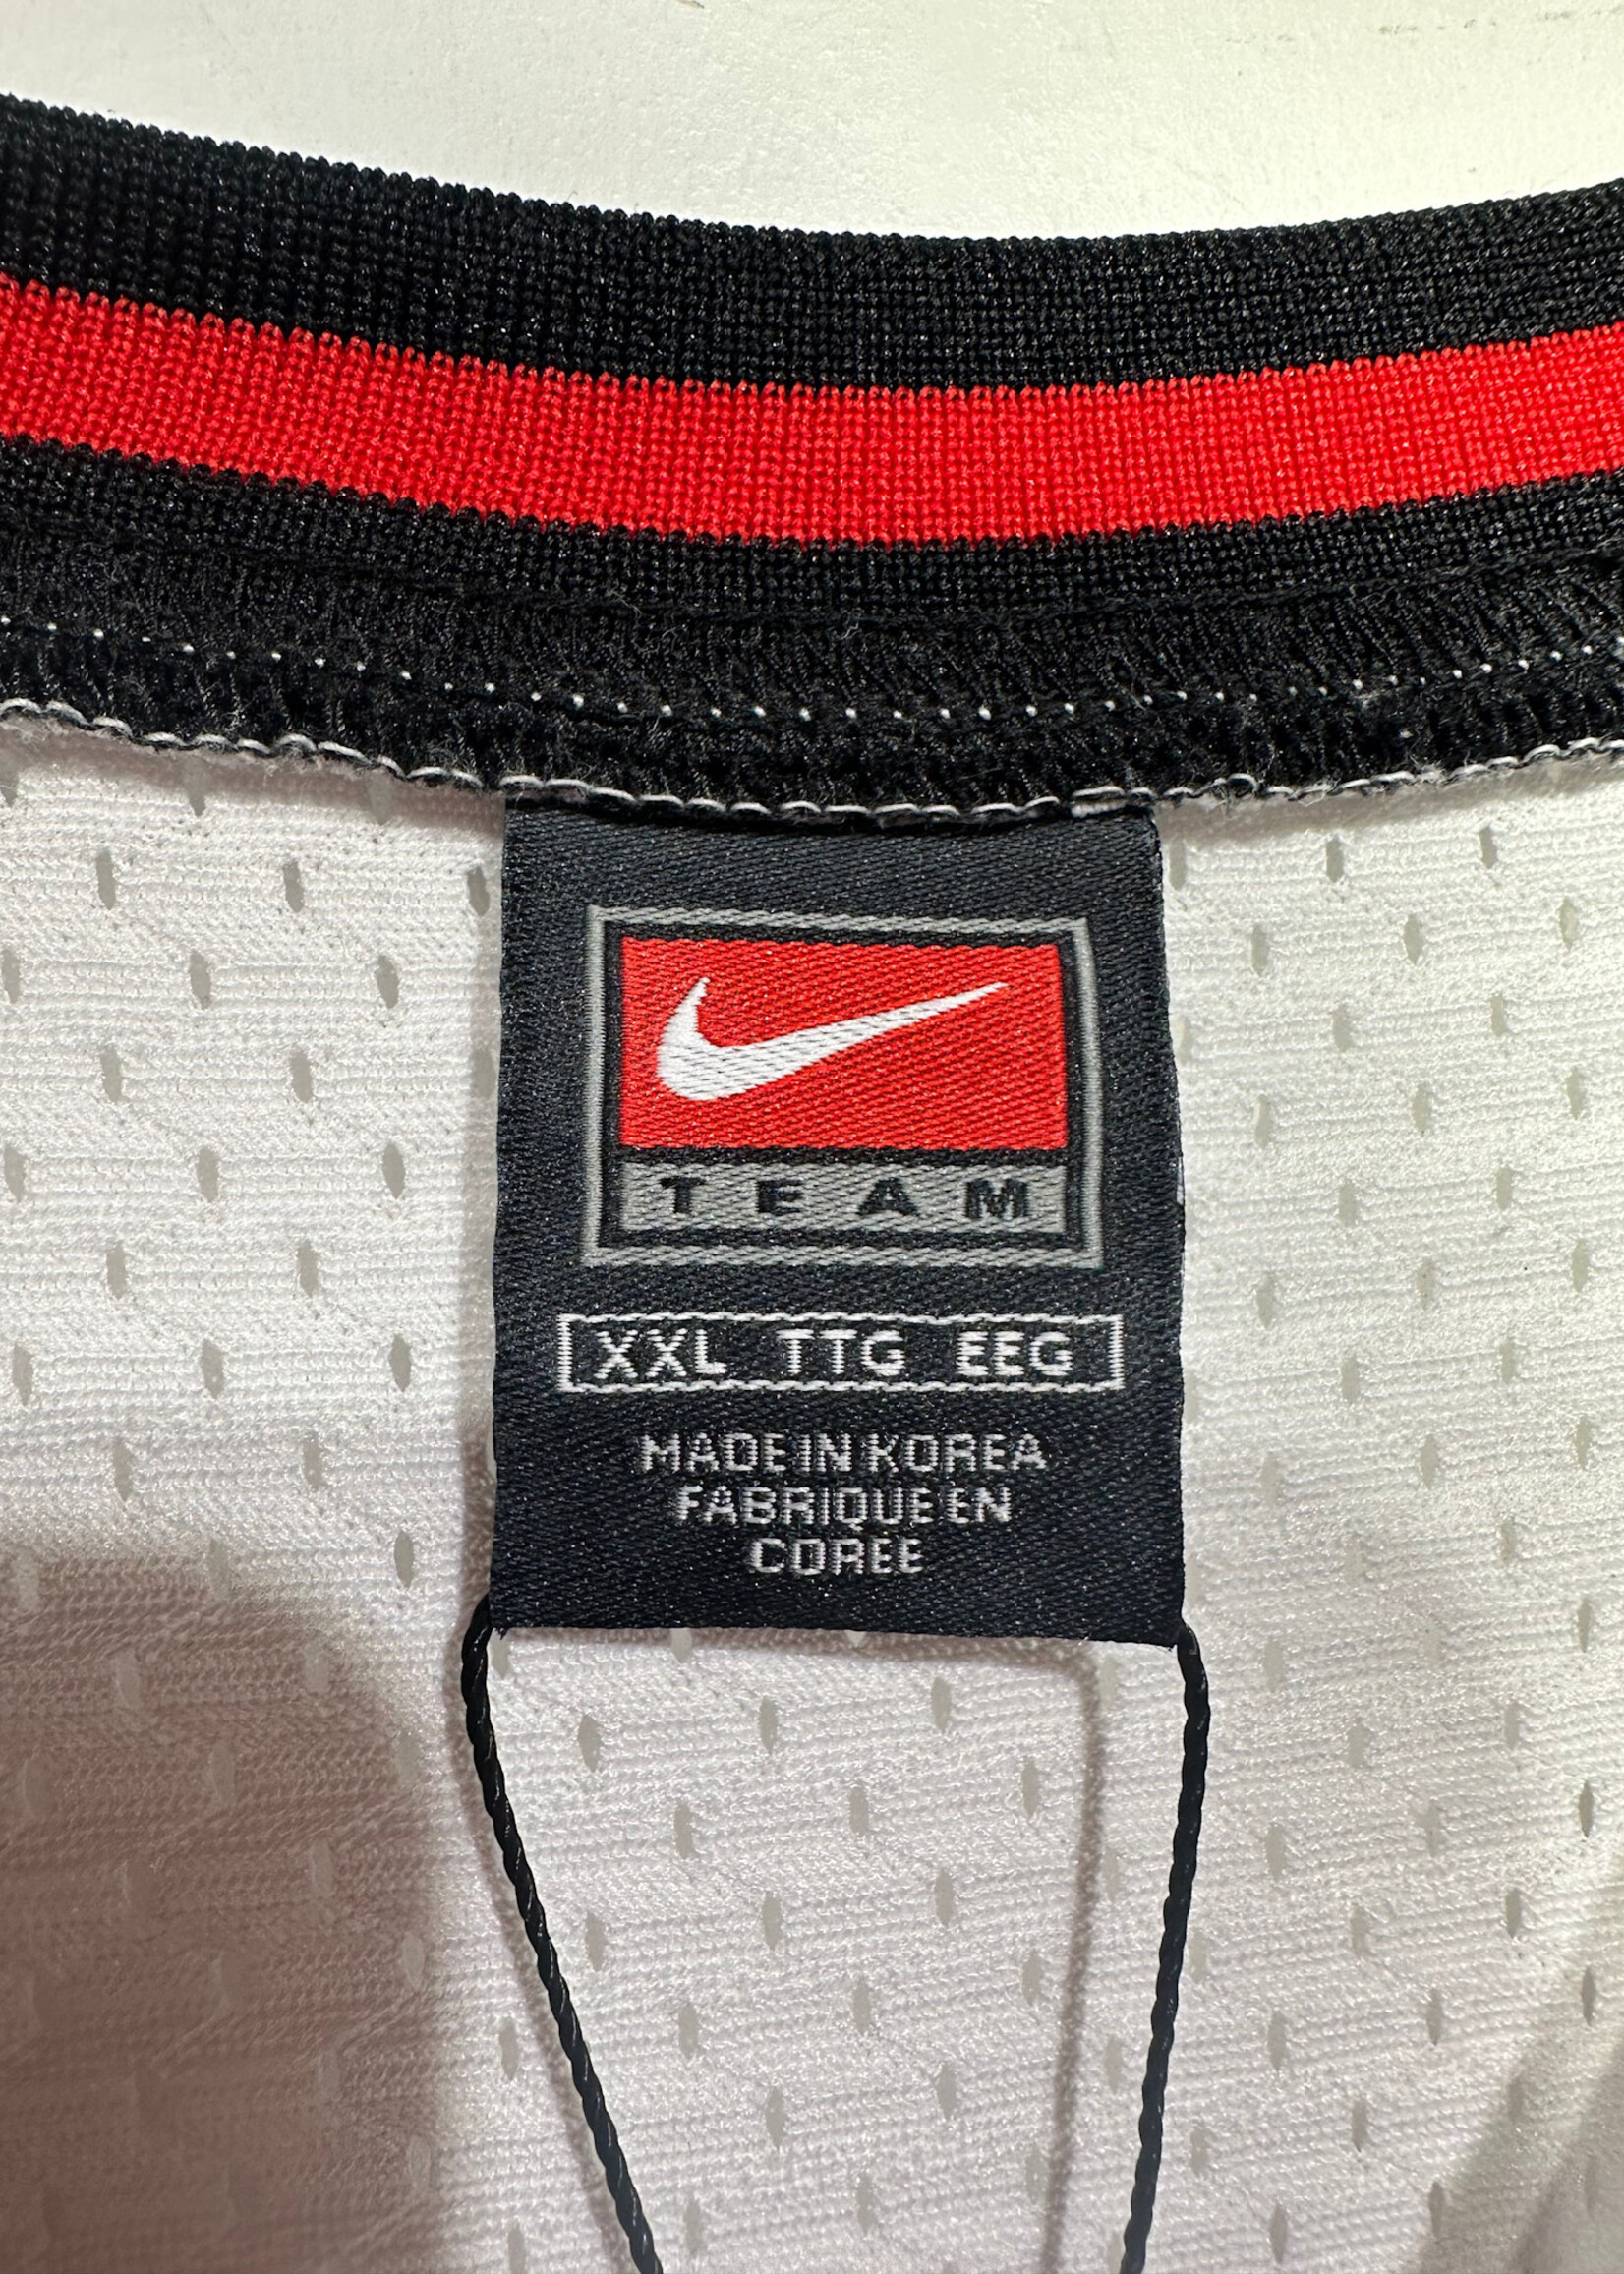 TEAM
XXL TTG EEG
MADE IN KOREA
FABRIQUE EN
COREE